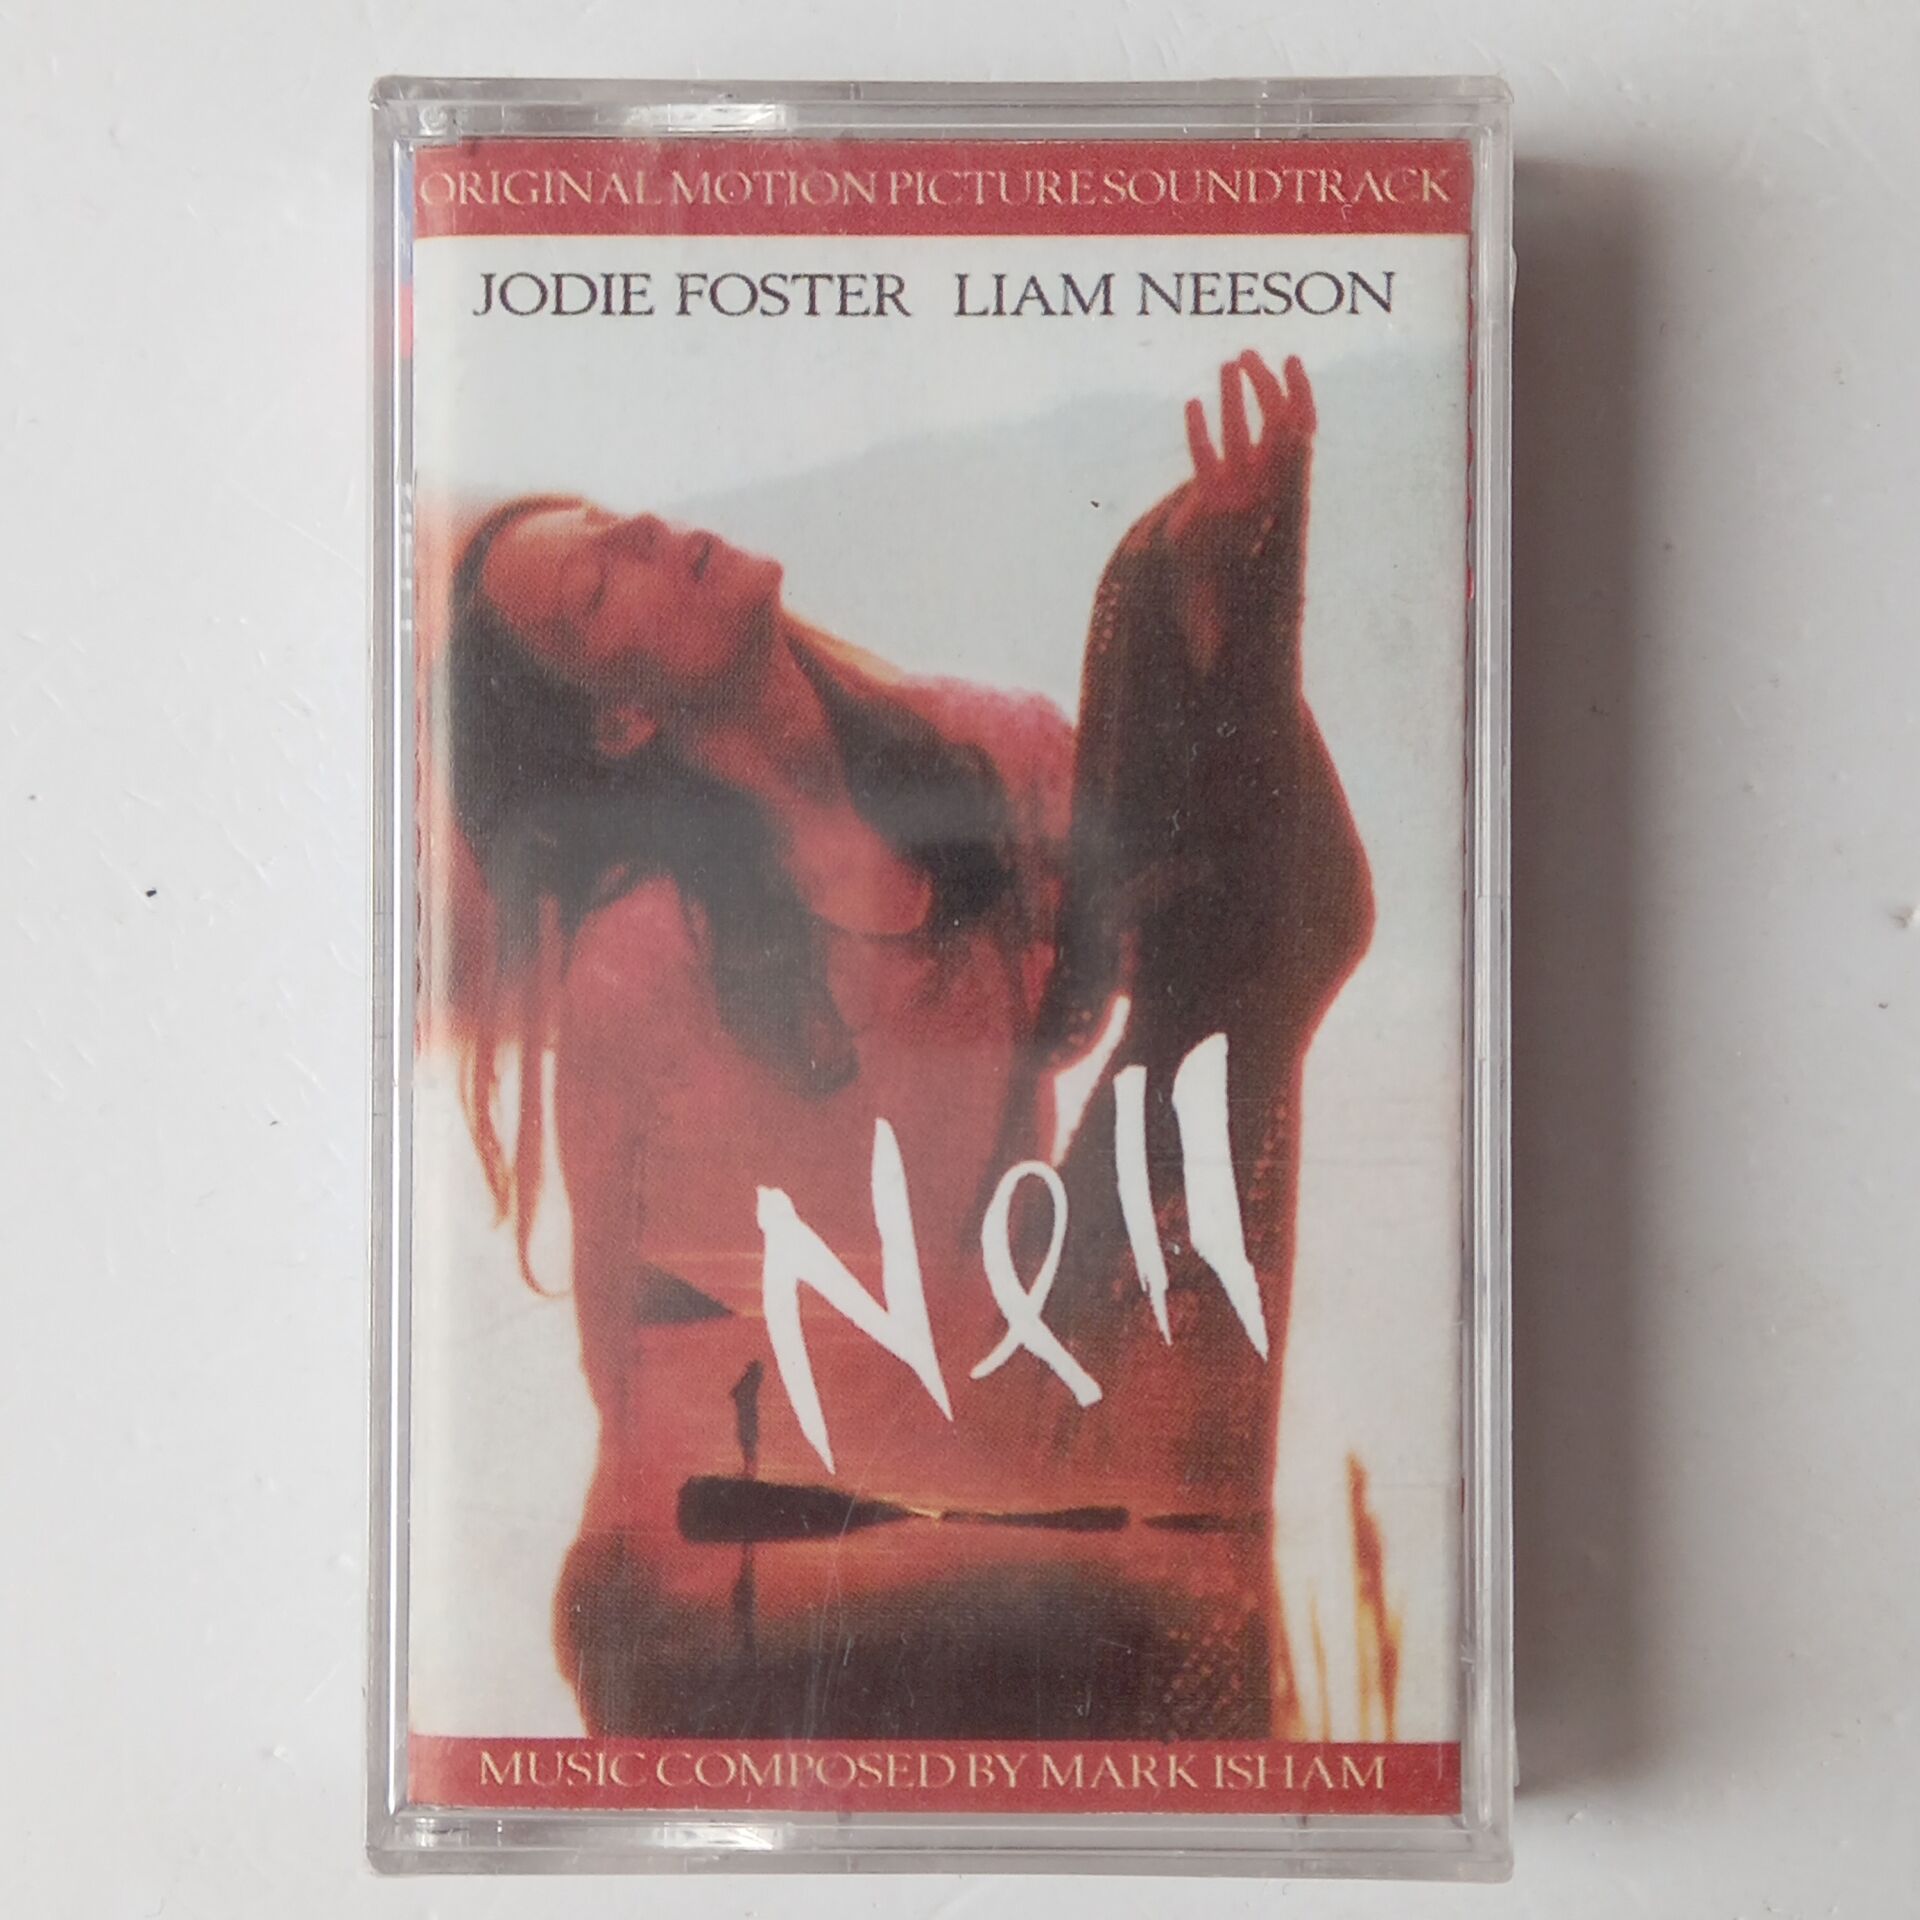 ORIGINAL MOTION PICTURE SOUNDTRACK
JODIE FOSTER LIAM NEESON
Nell
MUSIC COMPOSED BY MARK ISHAM